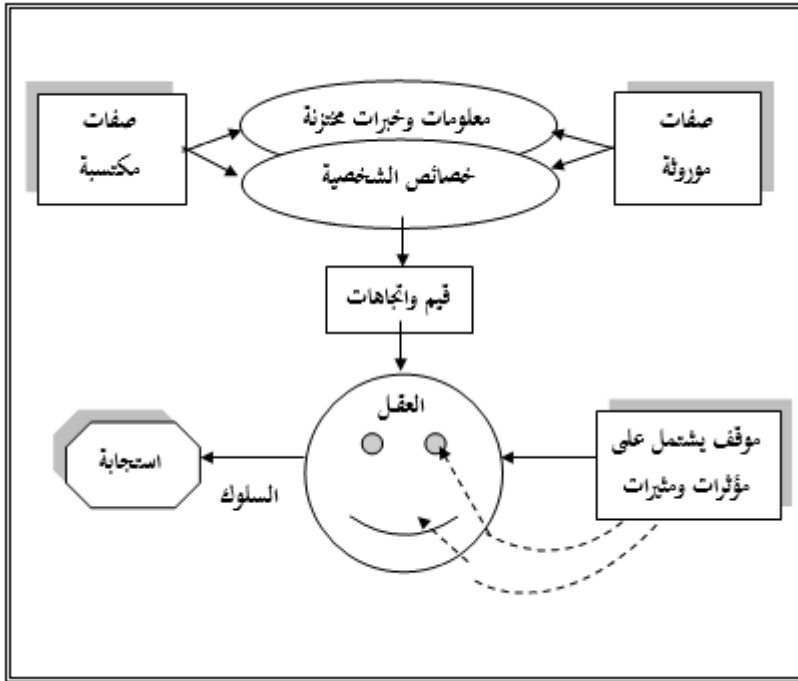 معلومات وخبرات مختزنة
صفات
موروثة
صفات
مكتسبة
خصائص الشخصية
قيم واتجاهات
العقل
موقف يشتمل على
مؤثرات ومثيرات
السلوك
استجابة